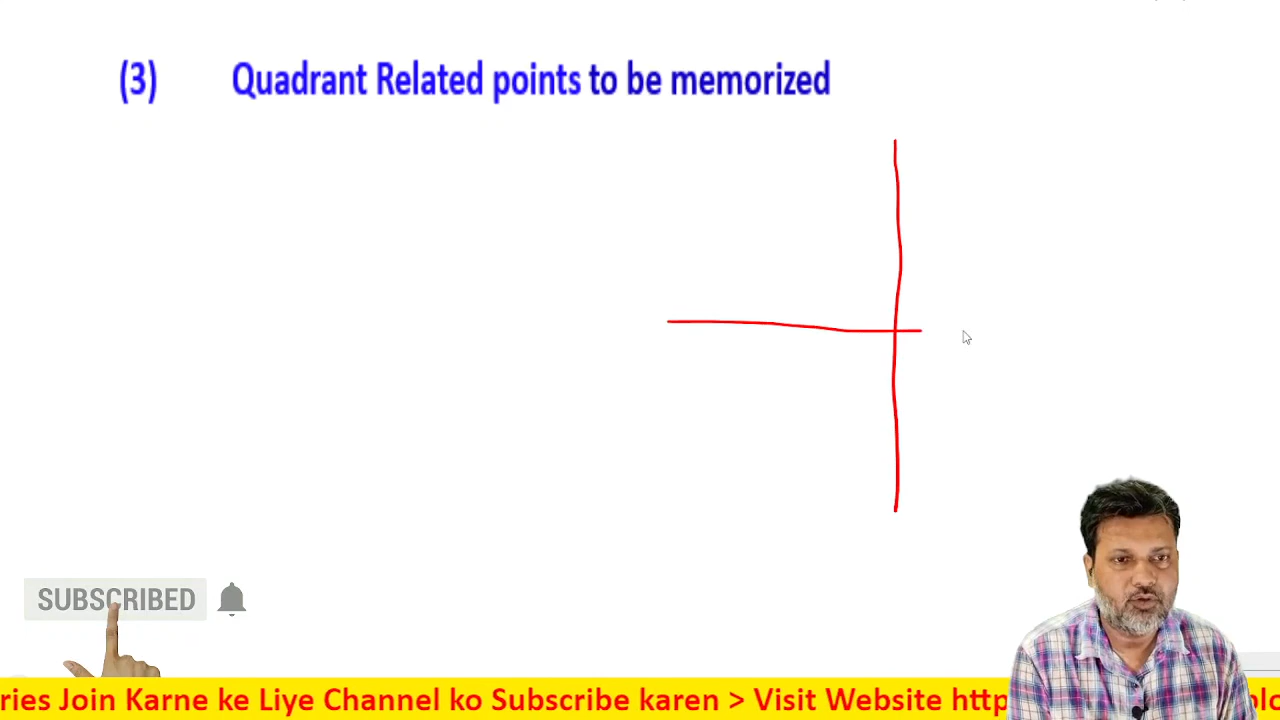 (3) Quadrant Related points to be memorized
SUBSCRIBED
ries Join Karne ke Liye Channel ko Subscribe karen > Visit Website http